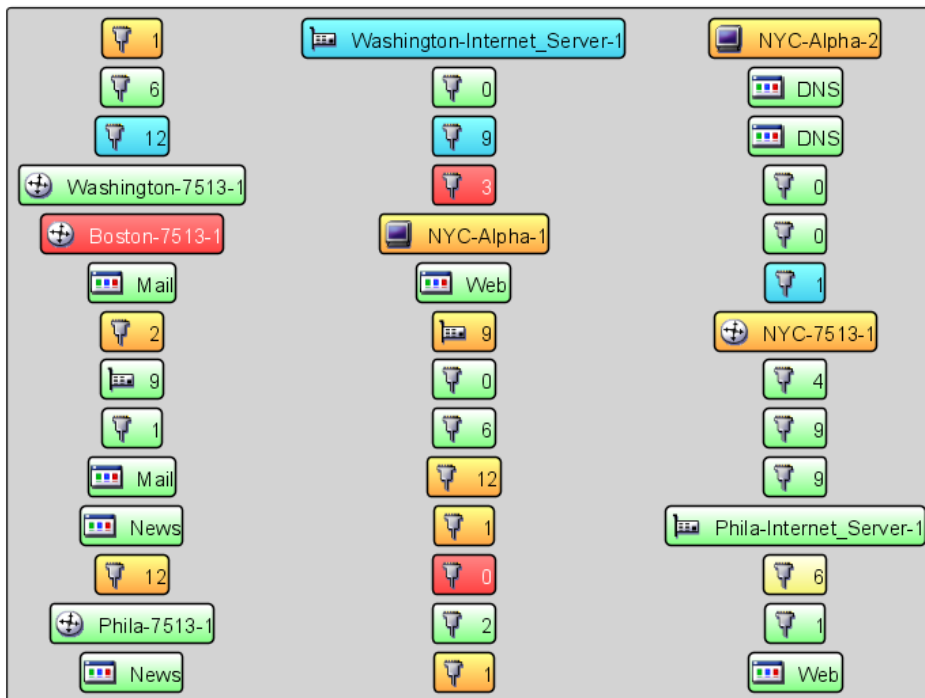 1
Washington-Internet_Server-1
NYC-Alpha-2
6
0
DNS
12
9
DNS
Washington-7513-1
3
0
Boston-7513-1
NYC-Alpha-1
0
Mail
Web
1
2
9
NYC-7513-1
9
0
4
1
6
9
Mail
12
9
News
1
Phila-Internet_Server-1
12
0
6
Phila-7513-1
2
1
News
1
Web